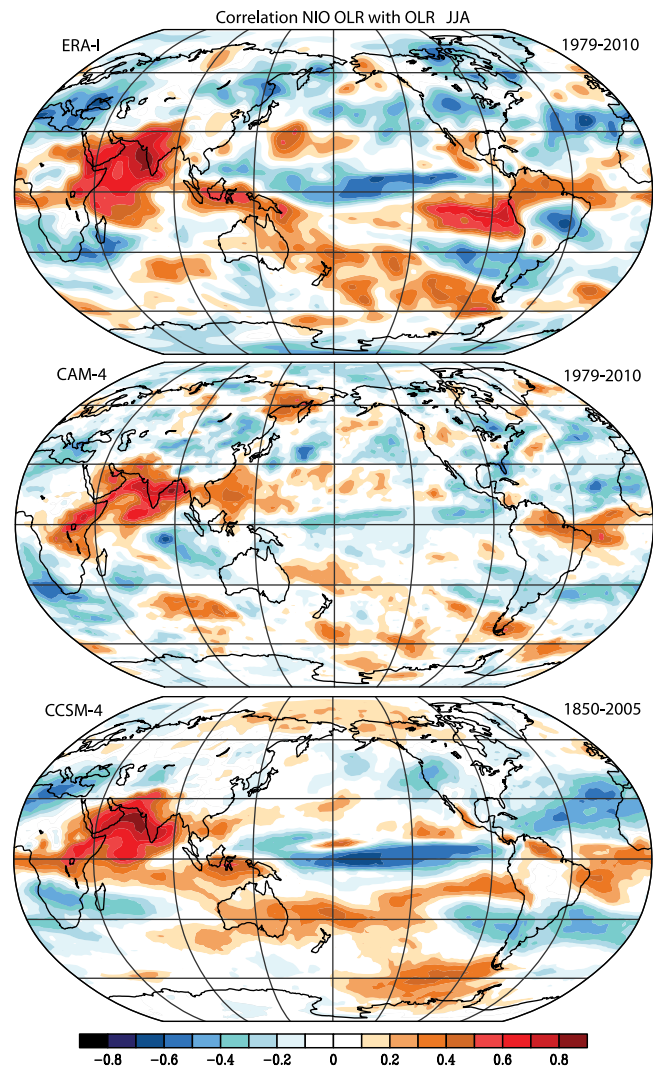 Correlation NIO OLR with OLR JJA
ERA-I 1979-2010
CAM-4 1979-2010
CCSM-4 1850-2005
−0.8 −0.6 −0.4 −0.2 0 0.2 0.4 0.6 0.8